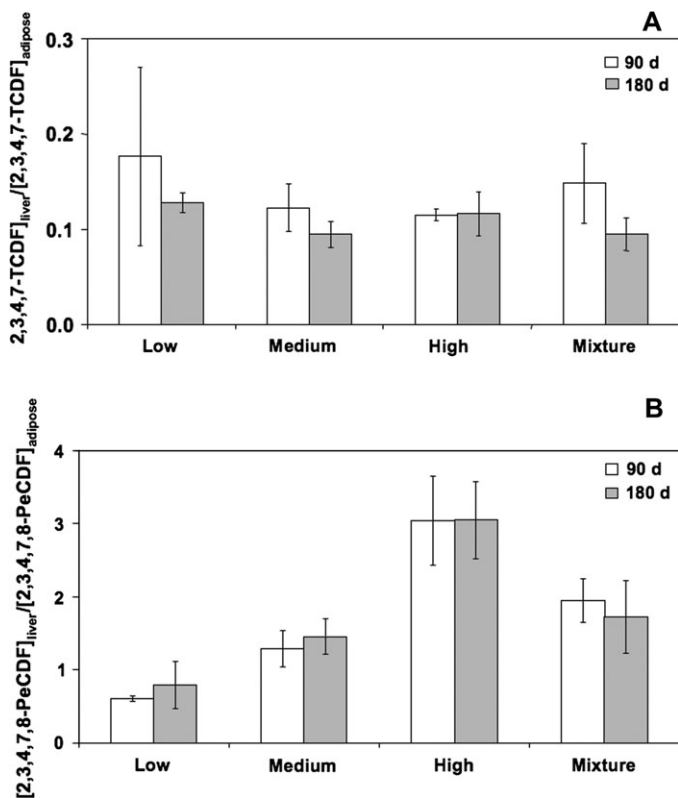 A
2,3,4,7-TCDF]liver/[2,3,4,7-TCDF]adipose
0.3
0.2
0.1
0.0
90 d
180 d
Low Medium High Mixture
B
[2,3,4,7,8-PeCDF]liver/[2,3,4,7,8-PeCDF]adipose
4
3
2
1
0
90 d
180 d
Low Medium High Mixture